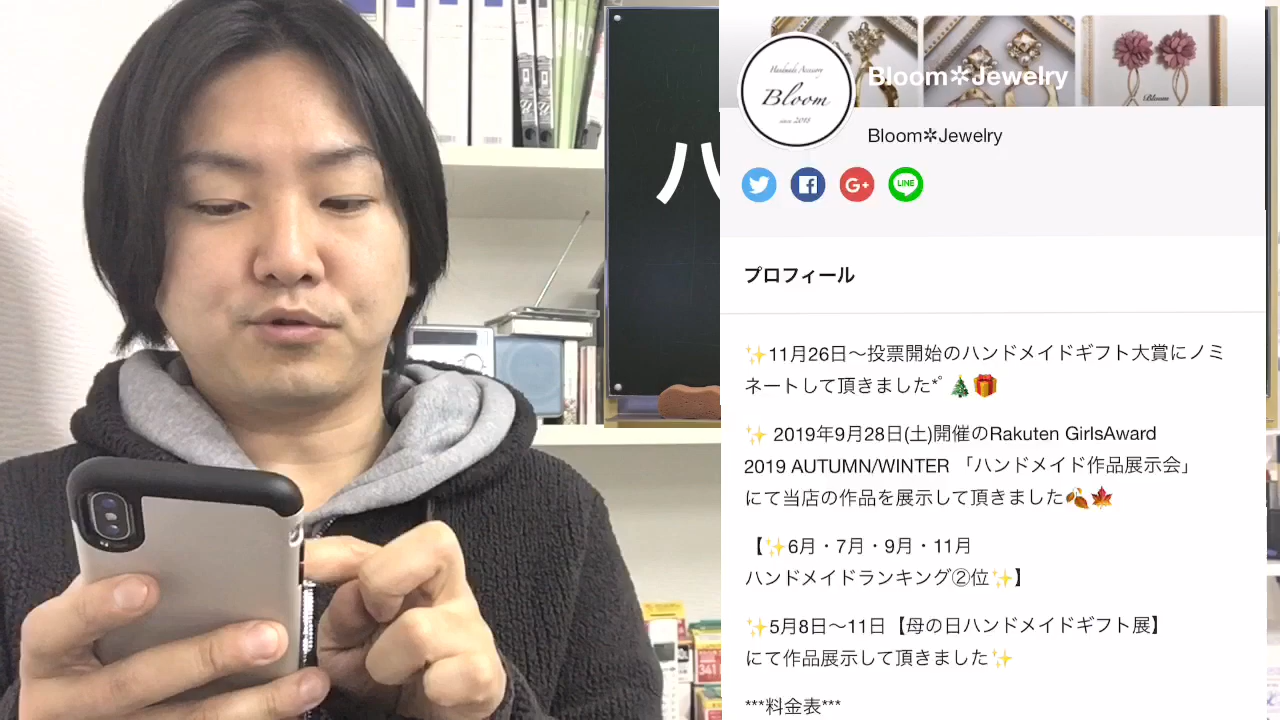 ハ
Handmade Accessory
Bloom
since 2018
Bloom
Bloom✲Jewelry
Bloom✲Jewelry
G+
LINE
プロフィール
✨11月26日〜投票開始のハンドメイドギフト大賞にノミ
ネートして頂きました*ﾟ🎄🎁
✨ 2019年9月28日(土)開催のRakuten GirlsAward
2019 AUTUMN/WINTER 「ハンドメイド作品展示会」
にて当店の作品を展示して頂きました🍂🍁
【✨6月・7月・9月・11月
ハンドメイドランキング②位✨】
✨5月8日〜11日【母の日ハンドメイドギフト展】
にて作品展示して頂きました✨
***料金表***
341